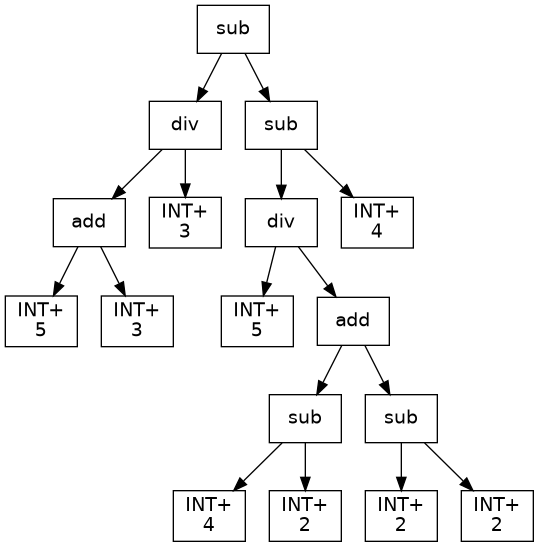 sub
div
sub
add
INT+
3
div
INT+
4
INT+
5
INT+
3
INT+
5
add
sub
sub
INT+
4
INT+
2
INT+
2
INT+
2